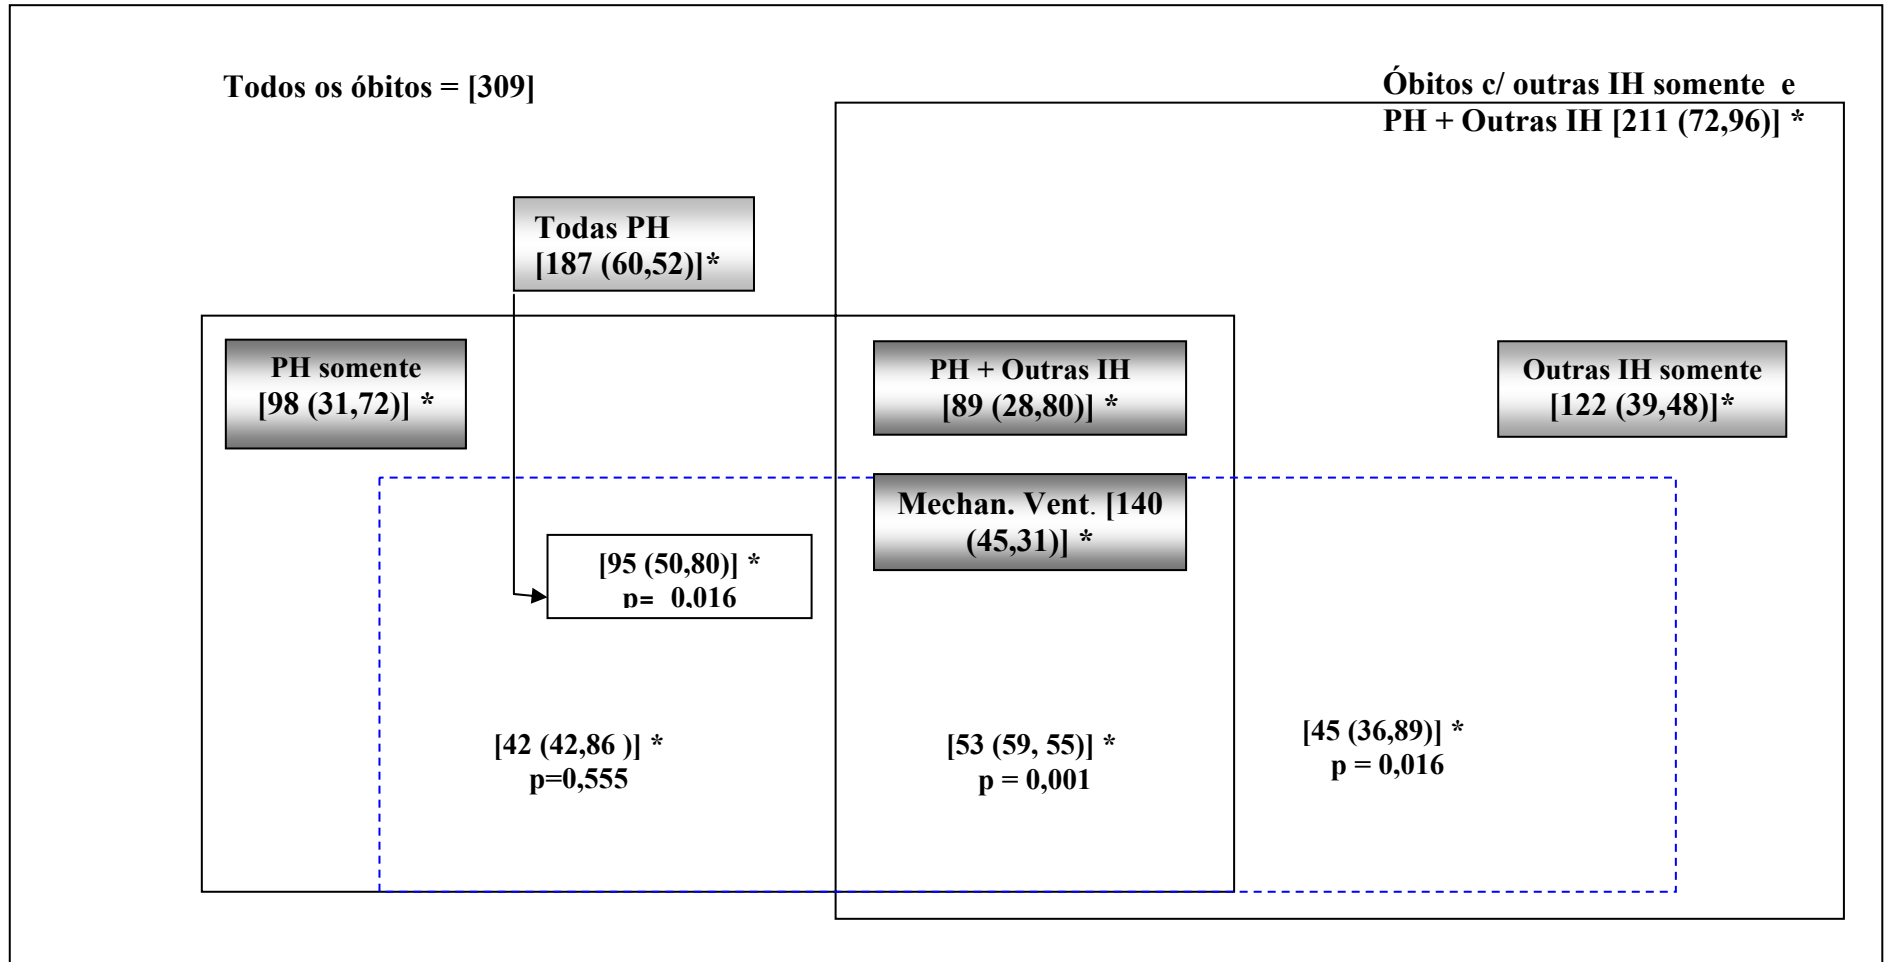 Todos os óbitos = [309]
Óbitos c/ outras IH somente e
PH + Outras IH [211 (72,96)] *
Todas PH
[187 (60,52)]*
PH somente
[98 (31,72)] *
PH + Outras IH
[89 (28,80)] *
Outras IH somente
[122 (39,48)]*
Mechan. Vent. [140
(45,31)] *
[95 (50,80)] *
p= 0,016
[42 (42,86 )] *
p=0,555
[53 (59, 55)] *
p = 0,001
[45 (36,89)] *
p = 0,016